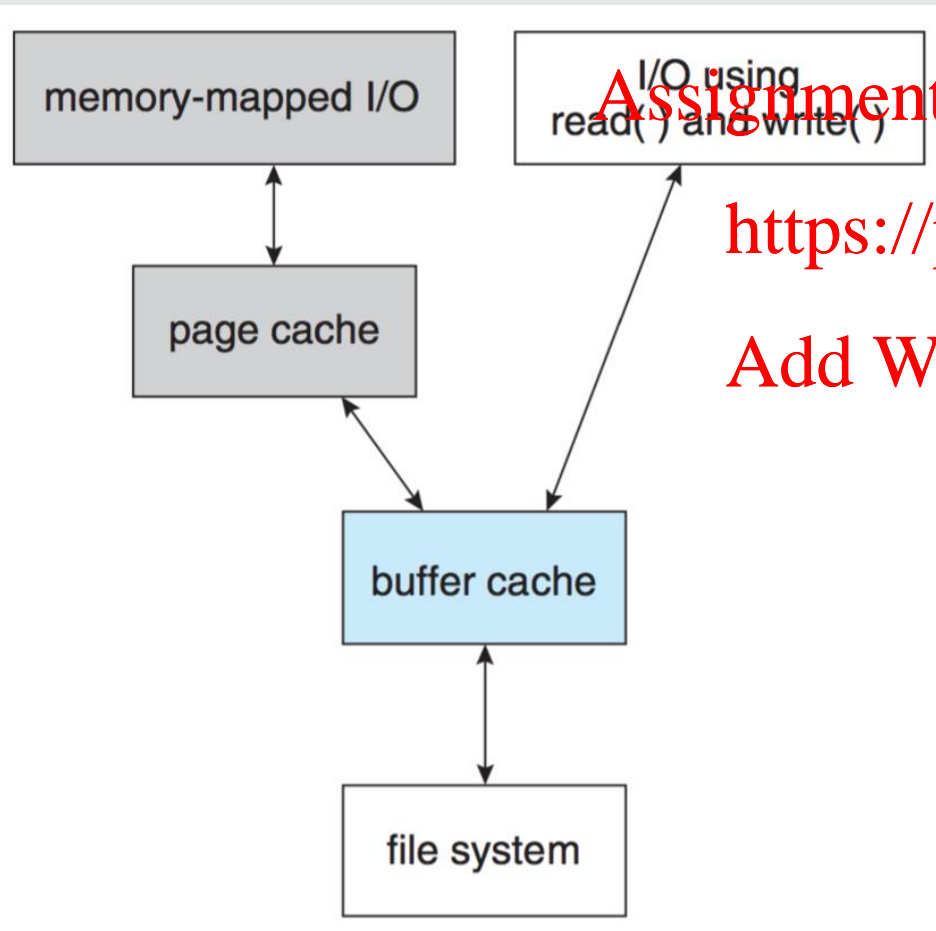 memory-mapped I/O
I/O using
read( ) and write( )
Assignment
https://
page cache
Add W
buffer cache
file system